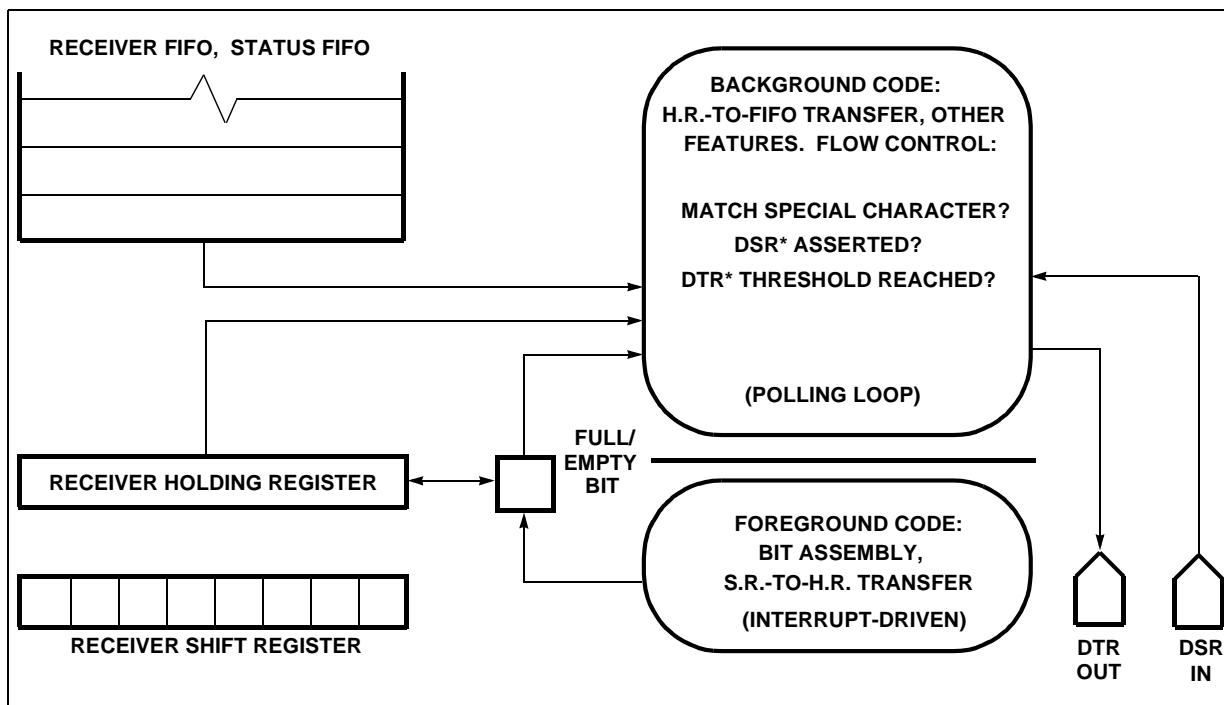 RECEIVER FIFO, STATUS FIFO
BACKGROUND CODE:
H.R.-TO-FIFO TRANSFER, OTHER
FEATURES. FLOW CONTROL:
MATCH SPECIAL CHARACTER?
DSR* ASSERTED?
DTR* THRESHOLD REACHED?
(POLLING LOOP)
FULL/
EMPTY
BIT
RECEIVER HOLDING REGISTER
FOREGROUND CODE:
BIT ASSEMBLY,
S.R.-TO-H.R. TRANSFER
(INTERRUPT-DRIVEN)
RECEIVER SHIFT REGISTER
DTR
OUT
DSR
IN